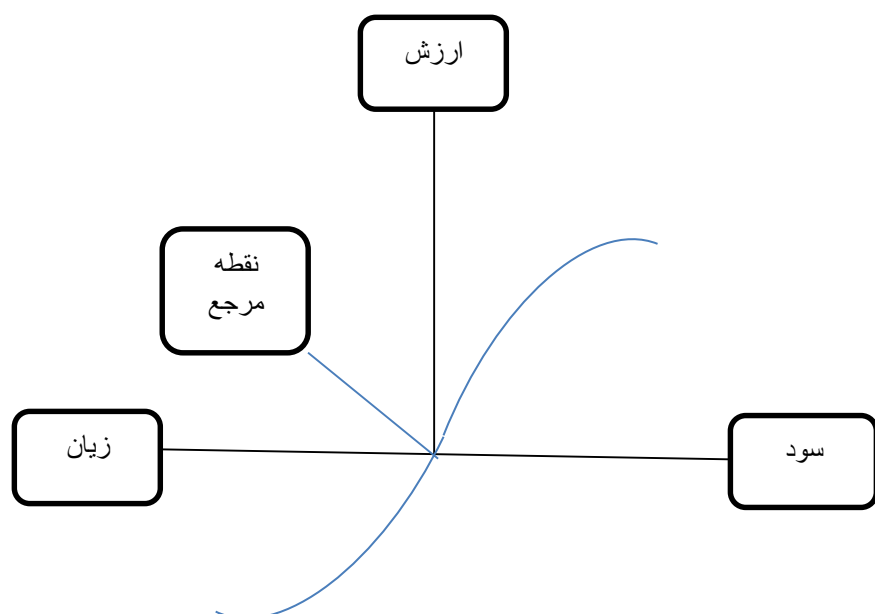 ارزش
نقطه
مرجع
زیان
سود